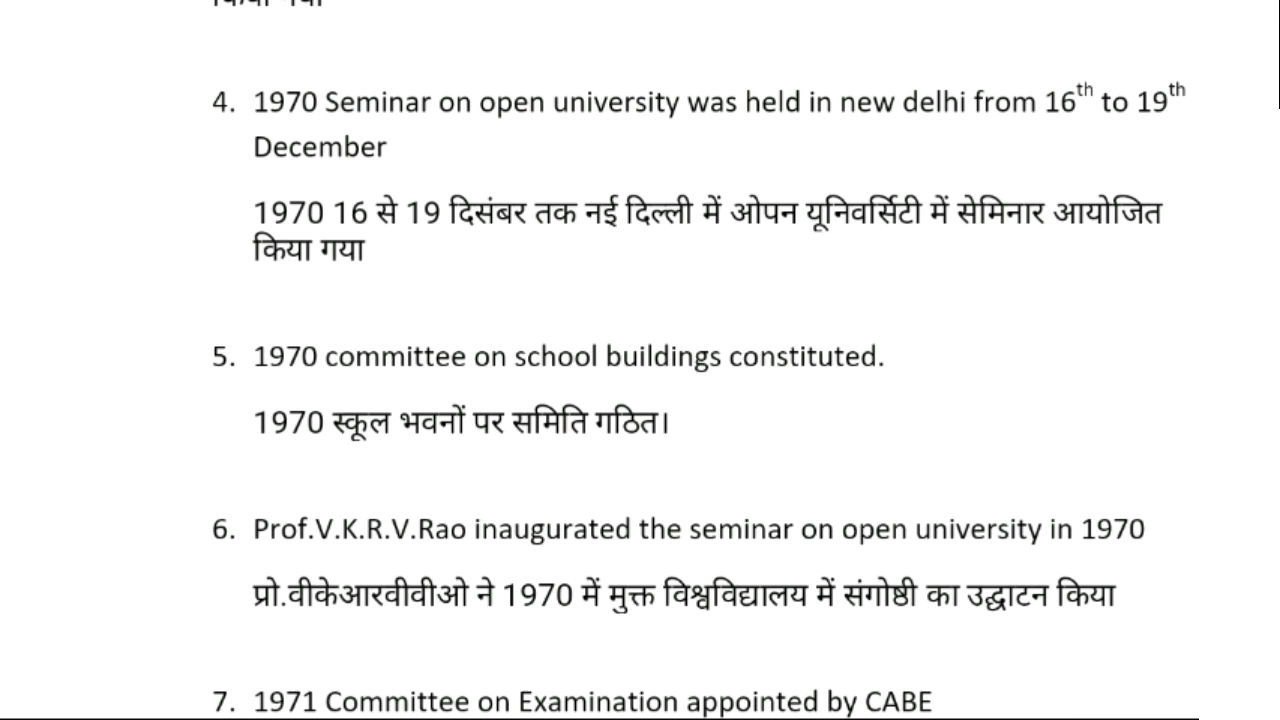 4. 1970 Seminar on open university was held in new delhi from 16th to 19th
December
1970 16 से 19 दिसंबर तक नई दिल्ली में ओपन यूनिवर्सिटी में सेमिनार आयोजित
किया गया
5. 1970 committee on school buildings constituted.
1970 स्कूल भवनों पर समिति गठित।
6. Prof.V.K.R.V.Rao inaugurated the seminar on open university in 1970
प्रो.वीकेआरवीवीओ ने 1970 में मुक्त विश्वविद्यालय में संगोष्ठी का उद्घाटन किया
7. 1971 Committee on Examination appointed by CABE